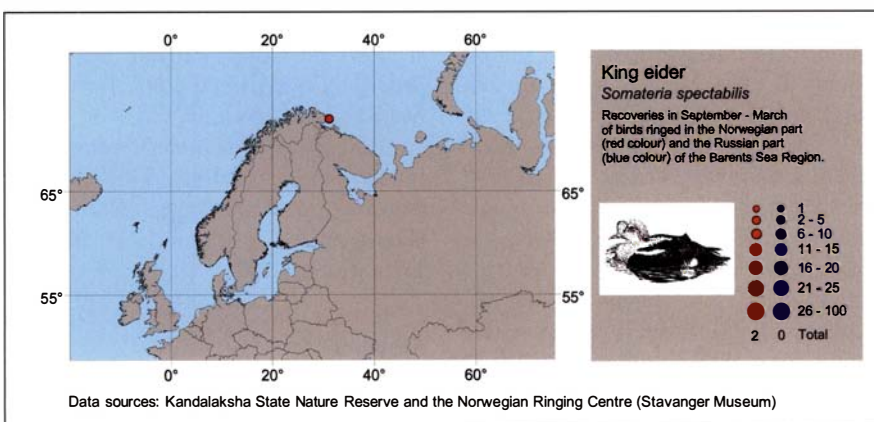 0° 20° 40° 60°
65° 65°
55° 55°
0° 20° 40° 60°
King eider
Somateria spectabilis
Recoveries in September - March
of birds ringed in the Norwegian part
(red colour) and the Russian part
(blue colour) of the Barents Sea Region.
1
2 - 5
6 - 10
11 - 15
16 - 20
21 - 25
26 - 100
2 0 Total
Data sources: Kandalaksha State Nature Reserve and the Norwegian Ringing Centre (Stavanger Museum)